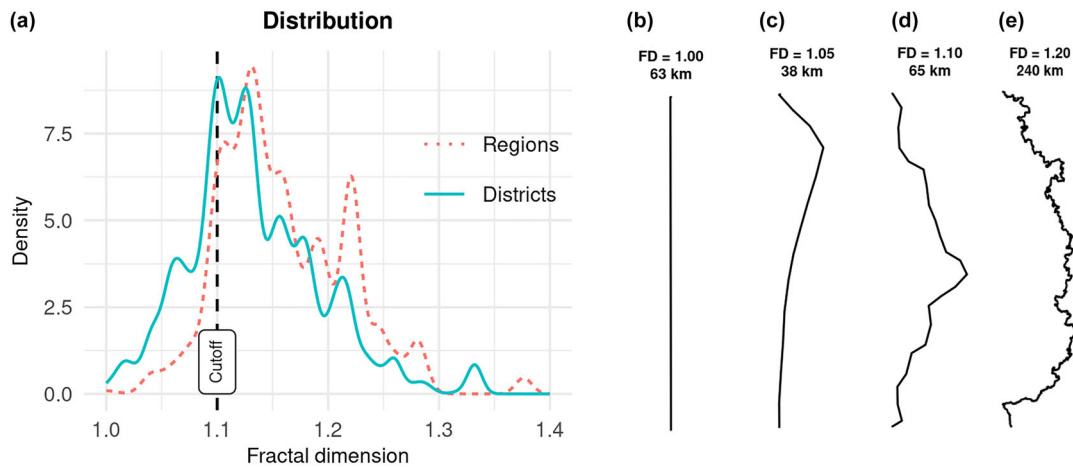 (a)
Distribution
Density
7.5
5.0
2.5
0.0
Regions
Districts
Cutoff
1.0 1.1 1.2 1.3 1.4
Fractal dimension
(b)
FD = 1.00
63 km
(c)
FD = 1.05
38 km
(d)
FD = 1.10
65 km
(e)
FD = 1.20
240 km